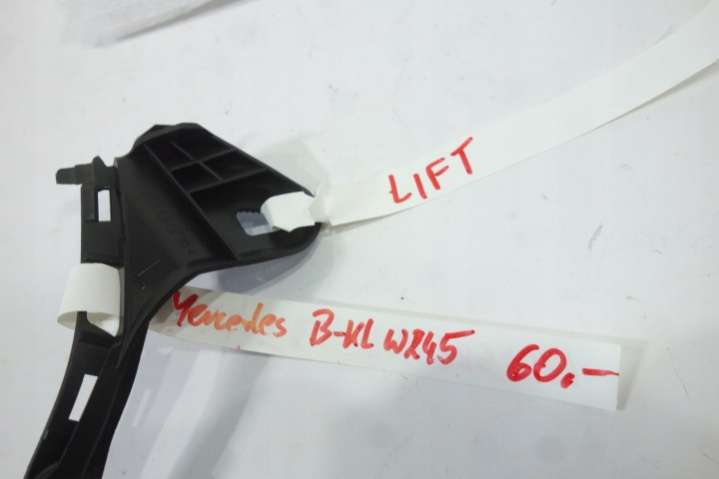 LIFT
Mercedes B-KL W245 60.-